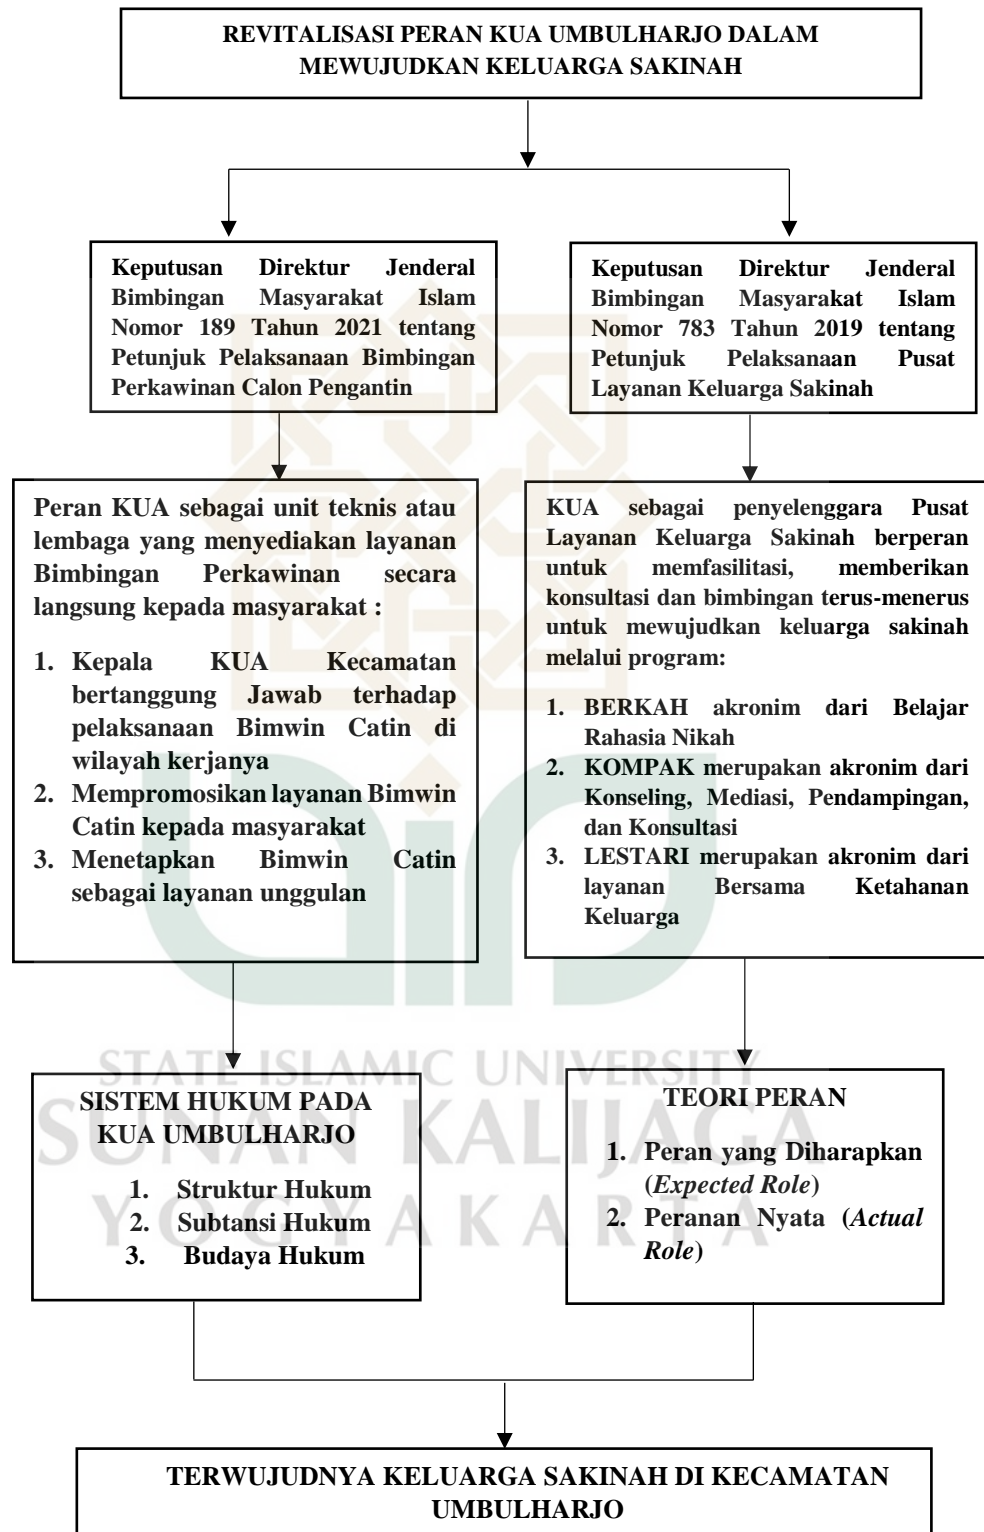 REVITALISASI PERAN KUA UMBULHARJO DALAM
MEWUJUDKAN KELUARGA SAKINAH
Keputusan Direktur Jenderal
Bimbingan Masyarakat Islam
Nomor 189 Tahun 2021 tentang
Petunjuk Pelaksanaan Bimbingan
Perkawinan Calon Pengantin
Keputusan Direktur Jenderal
Bimbingan Masyarakat Islam
Nomor 783 Tahun 2019 tentang
Petunjuk Pelaksanaan Pusat
Layanan Keluarga Sakinah
Peran KUA sebagai unit teknis atau
lembaga yang menyediakan layanan
Bimbingan Perkawinan secara
langsung kepada masyarakat :
1. Kepala KUA Kecamatan
bertanggung Jawab terhadap
pelaksanaan Bimwin Catin di
wilayah kerjanya
2. Mempromosikan layanan Bimwin
Catin kepada masyarakat
3. Menetapkan Bimwin Catin
sebagai layanan unggulan
KUA sebagai penyelenggara Pusat
Layanan Keluarga Sakinah berperan
untuk memfasilitasi, memberikan
konsultasi dan bimbingan terus-menerus
untuk mewujudkan keluarga sakinah
melalui program:
1. BERKAH akronim dari Belajar
Rahasia Nikah
2. KOMPAK merupakan akronim dari
Konseling, Mediasi, Pendampingan,
dan Konsultasi
3. LESTARI merupakan akronim dari
layanan Bersama Ketahanan
Keluarga
STATE ISLAMIC UNIVERSITY
SUNAN KALIJAGA
YOGYAKARTA
SISTEM HUKUM PADA
KUA UMBULHARJO
1. Struktur Hukum
2. Subtansi Hukum
3. Budaya Hukum
TEORI PERAN
1. Peran yang Diharapkan
(Expected Role)
2. Peranan Nyata (Actual
Role)
TERWUJUDNYA KELUARGA SAKINAH DI KECAMATAN
UMBULHARJO